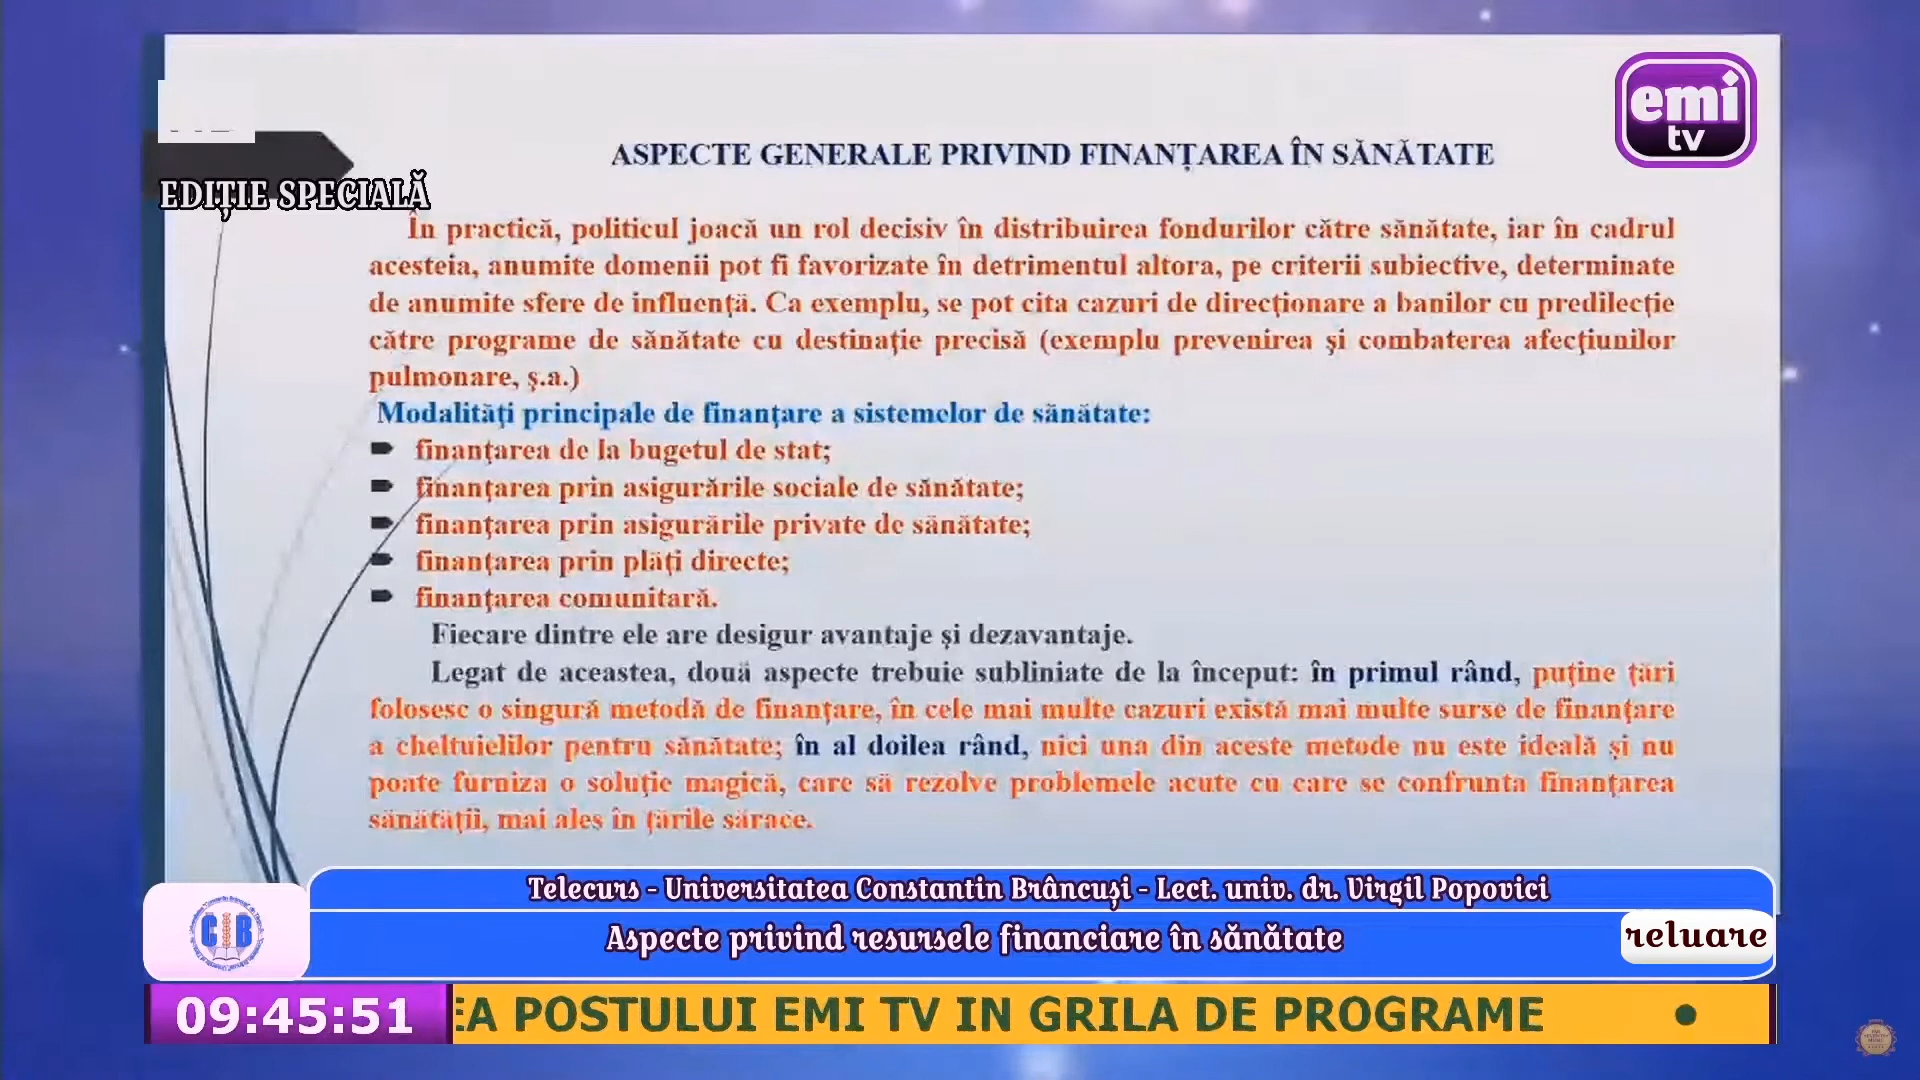 emi
tv
ASPECTE GENERALE PRIVIND FINANȚAREA ÎN SĂNĂTATE
EDIȚIE SPECIALĂ
În practică, politicul joacă un rol decisiv în distribuirea fondurilor către sănătate, iar în cadrul
acesteia, anumite domenii pot fi favorizate în detrimentul altora, pe criterii subiective, determinate
de anumite sfere de influență. Ca exemplu, se pot cita cazuri de direcționare a banilor cu predilecție
către programe de sănătate cu destinație precisă (exemplu prevenirea și combaterea afecțiunilor
pulmonare, ș.a.)
Modalități principale de finanțare a sistemelor de sănătate:
finanțarea de la bugetul de stat;
finanțarea prin asigurările sociale de sănătate;
finanțarea prin asigurările private de sănătate;
finanțarea prin plăți directe;
finanțarea comunitară.
Fiecare dintre ele are desigur avantaje și dezavantaje.
Legat de aceastea, două aspecte trebuie subliniate de la început: în primul rând, puține țări
folosesc o singură metodă de finanțare, în cele mai multe cazuri există mai multe surse de finanțare
a cheltuielilor pentru sănătate; în al doilea rând, nici una din aceste metode nu este ideală și nu
poate furniza o soluție magică, care să rezolve problemele acute cu care se confrunta finanțarea
sănătății, mai ales în țările sărace.
Telecurs - Universitatea Constantin Brâncuși - Lect. univ. dr. Virgil Popovici
CIB
Aspecte privind resursele financiare în sănătate
reluare
09:45:51
EA POSTULUI EMI TV IN GRILA DE PROGRAME •